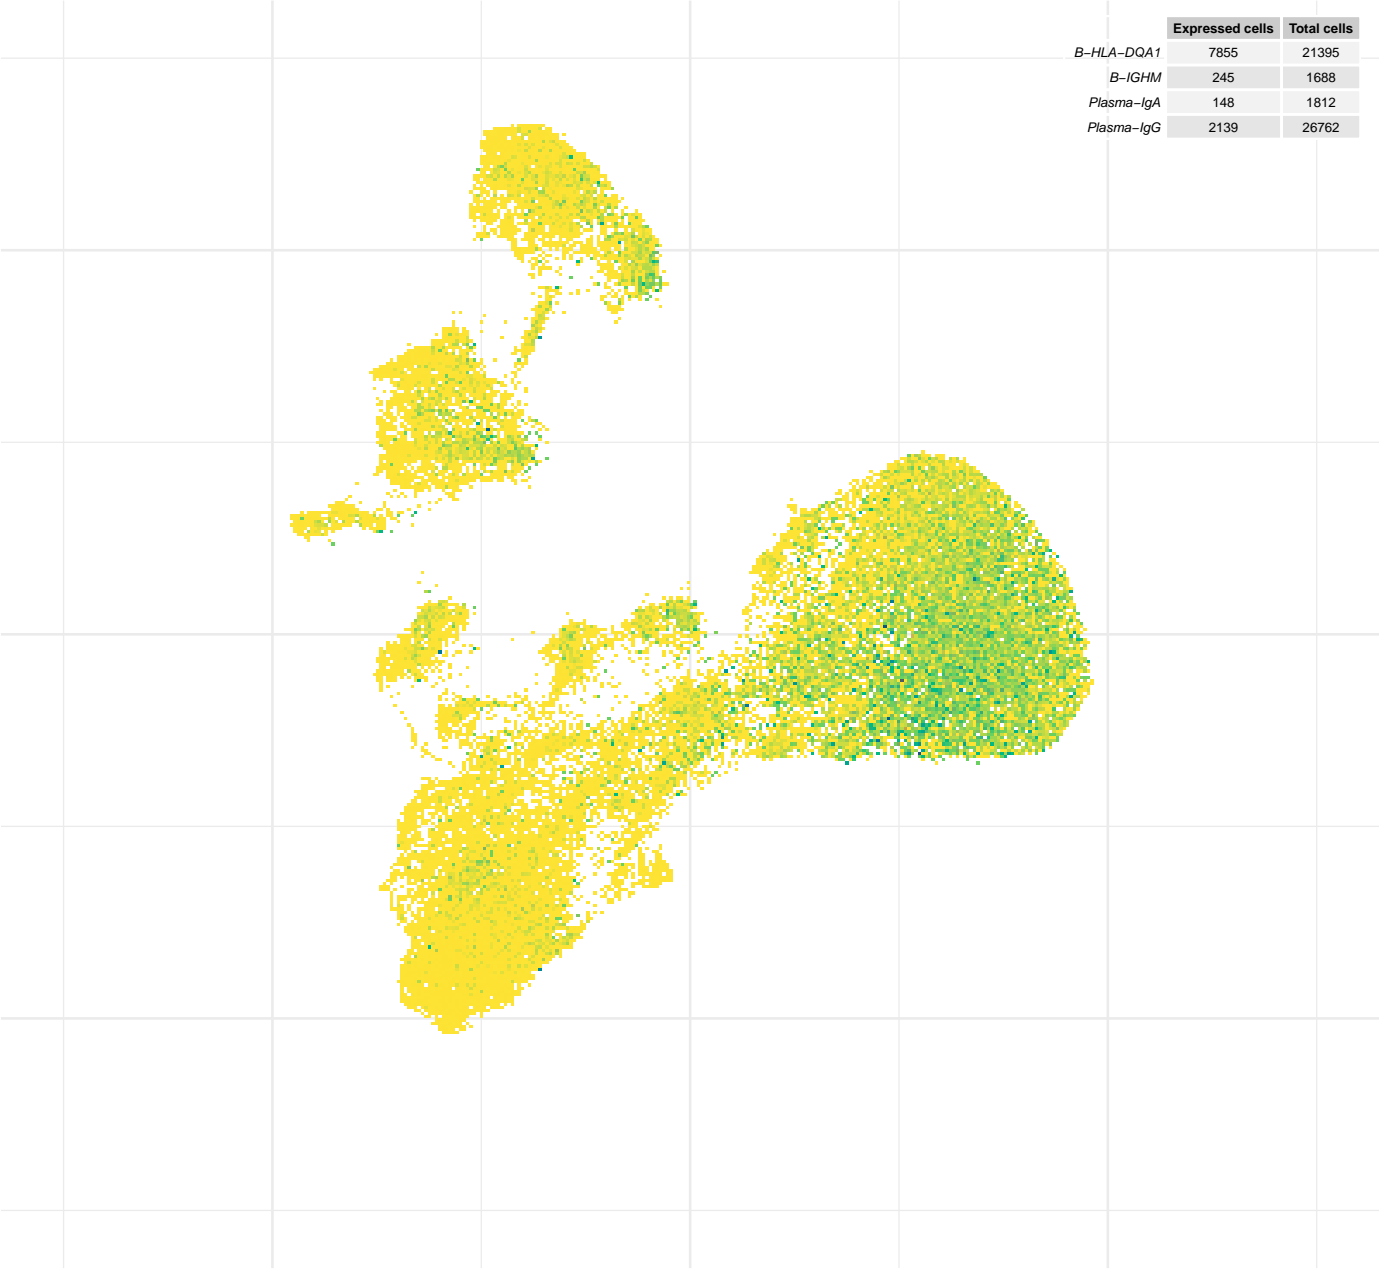 Expressed cells Total cells
B−HLA−DQA1 7855 21395
B−IGHM 245 1688
Plasma−IgA 148 1812
Plasma−IgG 2139 26762